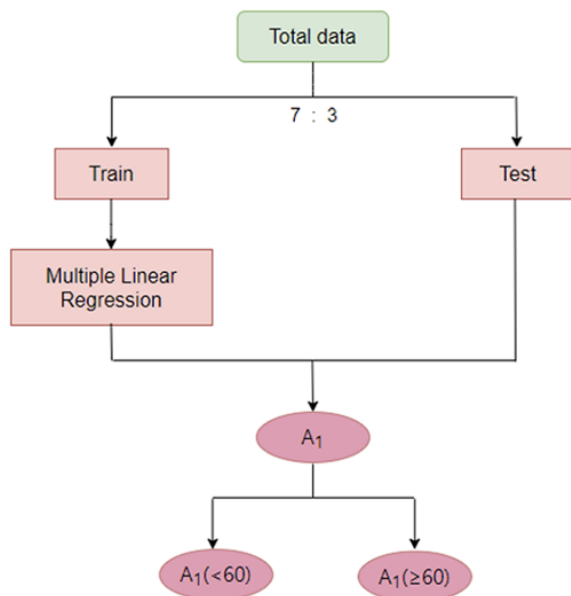 Total data
7 : 3
Train
Test
Multiple Linear
Regression
A₁
A₁(<60)
A₁(≥60)